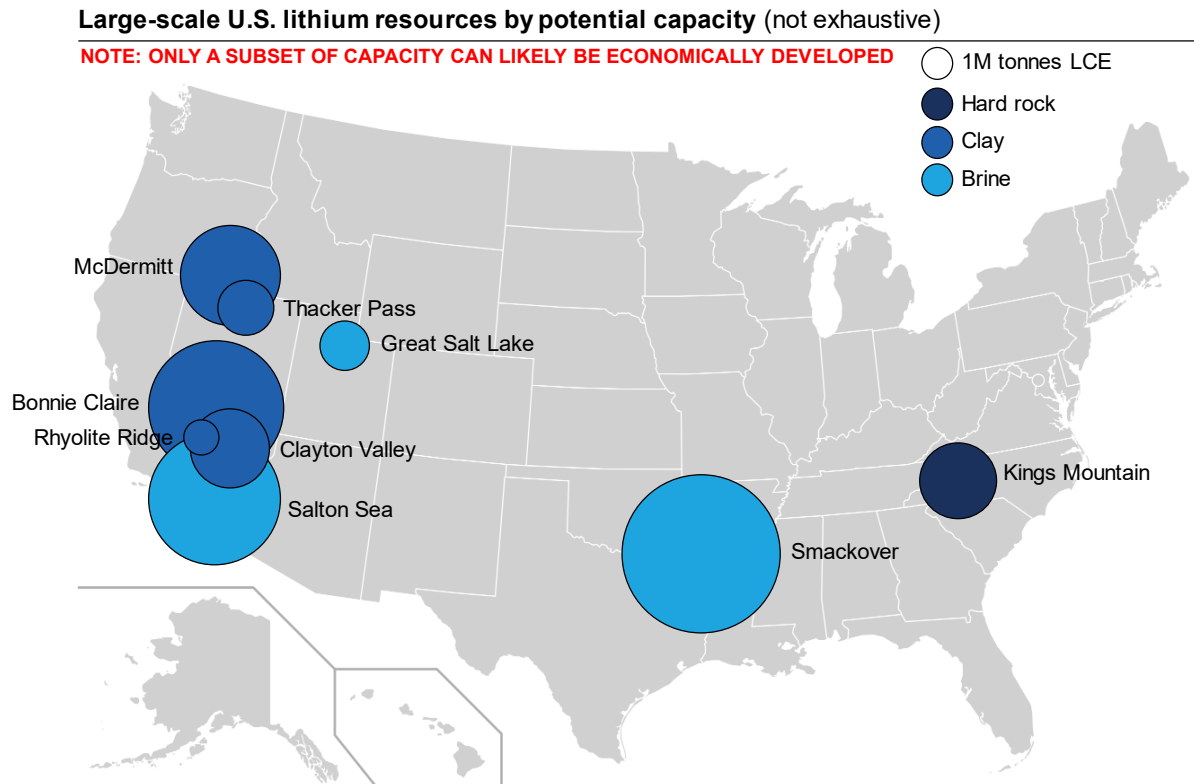 Large-scale U.S. lithium resources by potential capacity (not exhaustive)
NOTE: ONLY A SUBSET OF CAPACITY CAN LIKELY BE ECONOMICALLY DEVELOPED
1M tonnes LCE
Hard rock
Clay
Brine
McDermitt
Thacker Pass
Great Salt Lake
Bonnie Claire
Rhyolite Ridge
Clayton Valley
Salton Sea
Kings Mountain
Smackover